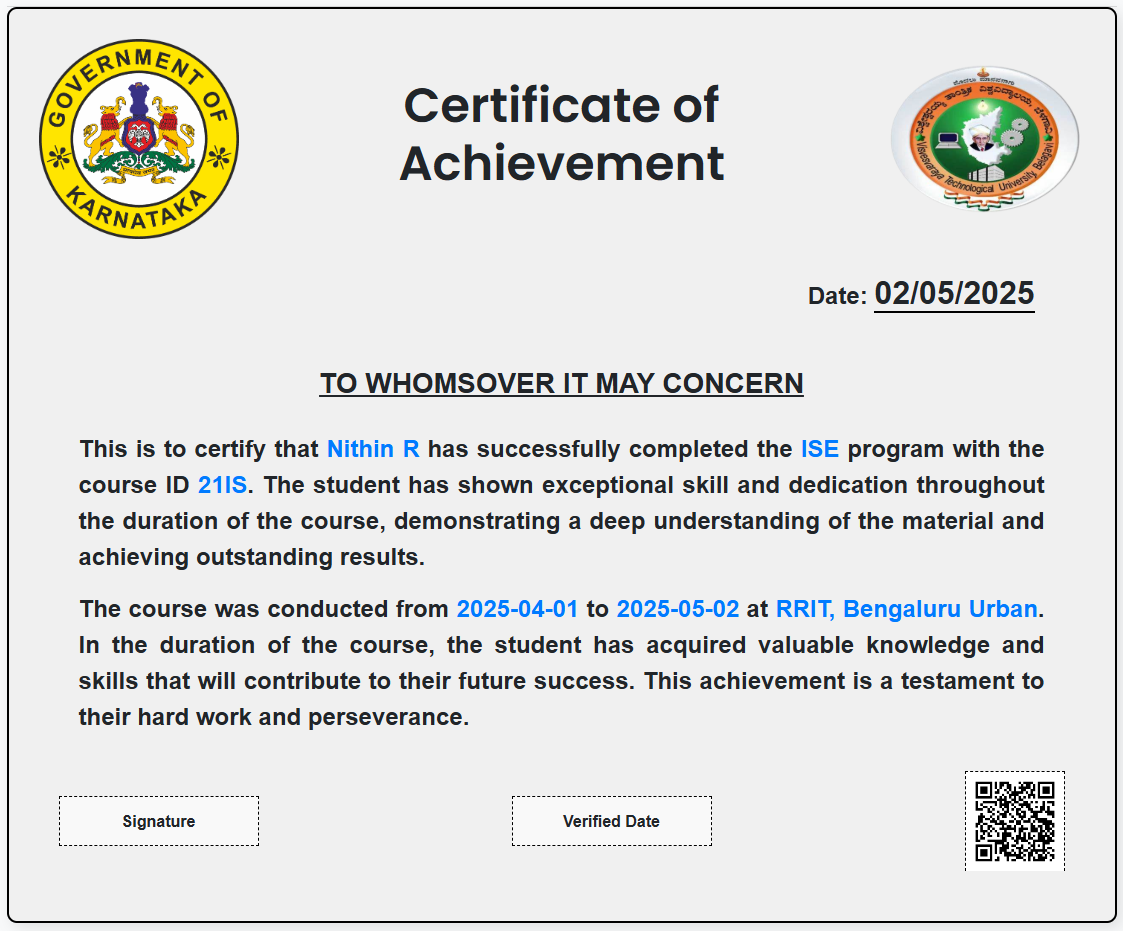 GOVERNMENT OF
KARNATAKA
Certificate of
Achievement
Visvesvaraya Technological University, Belagavi
Date: 02/05/2025
TO WHOMSOVER IT MAY CONCERN
This is to certify that Nithin R has successfully completed the ISE program with the
course ID 21IS. The student has shown exceptional skill and dedication throughout
the duration of the course, demonstrating a deep understanding of the material and
achieving outstanding results.
The course was conducted from 2025-04-01 to 2025-05-02 at RRIT, Bengaluru Urban.
In the duration of the course, the student has acquired valuable knowledge and
skills that will contribute to their future success. This achievement is a testament to
their hard work and perseverance.
Signature
Verified Date